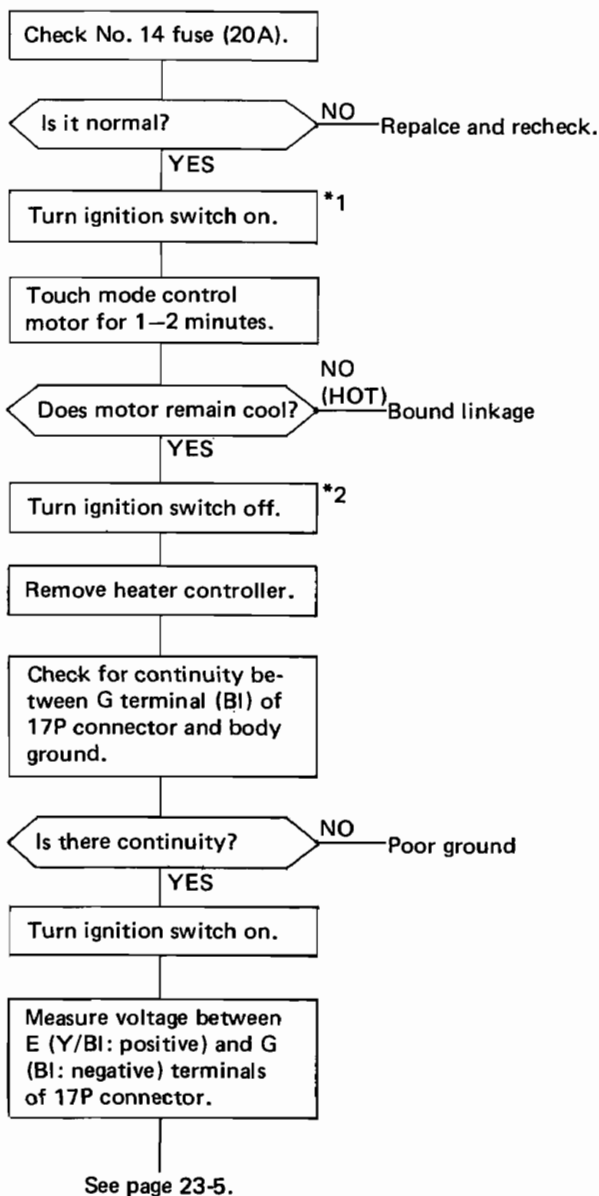 Check No. 14 fuse (20A).
Is it normal?
NO
Repalce and recheck.
YES
Turn ignition switch on.
*1
Touch mode control
motor for 1–2 minutes.
NO
(HOT)
Does motor remain cool?
Bound linkage
YES
Turn ignition switch off.
*2
Remove heater controller.
Check for continuity be-
tween G terminal (Bl) of
17P connector and body
ground.
Is there continuity?
NO
Poor ground
YES
Turn ignition switch on.
Measure voltage between
E (Y/Bl: positive) and G
(Bl: negative) terminals
of 17P connector.
See page 23-5.